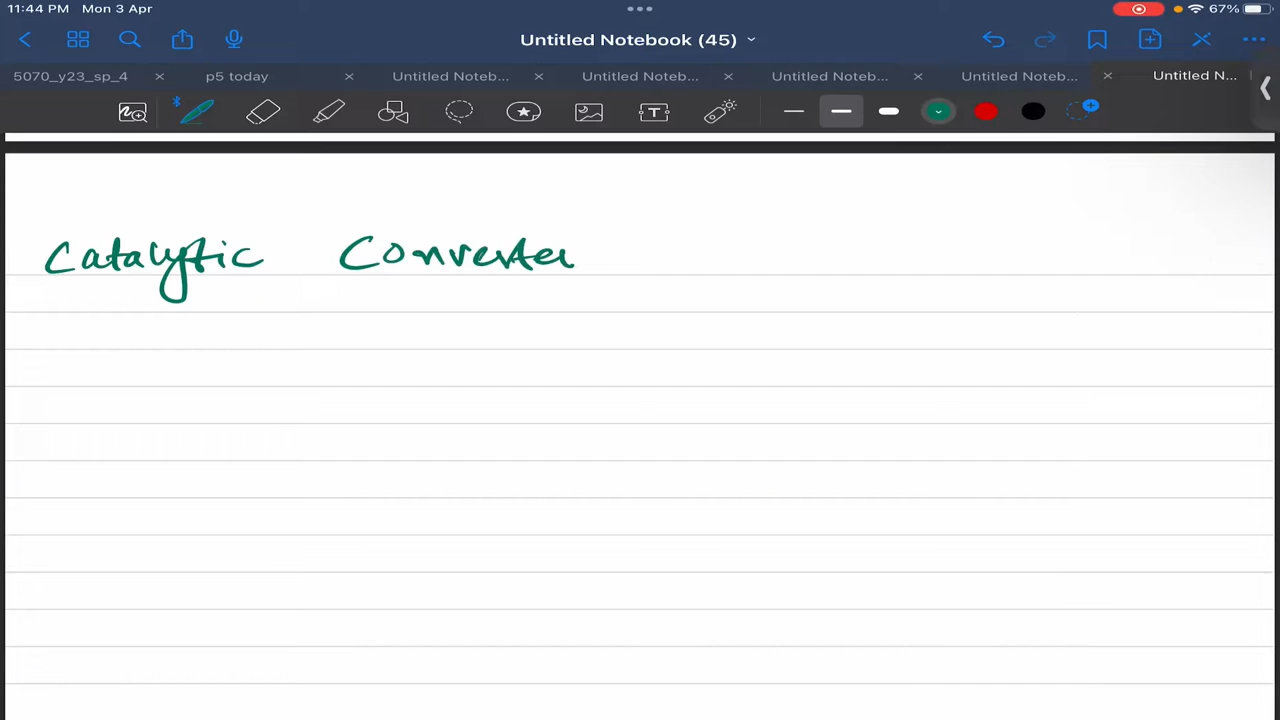 11:44 PM Mon 3 Apr
67%
Untitled Notebook (45)
5070_y23_sp_4 p5 today Untitled Noteb... Untitled Noteb... Untitled Noteb... Untitled Noteb... Untitled N...
T
Catalytic Converter